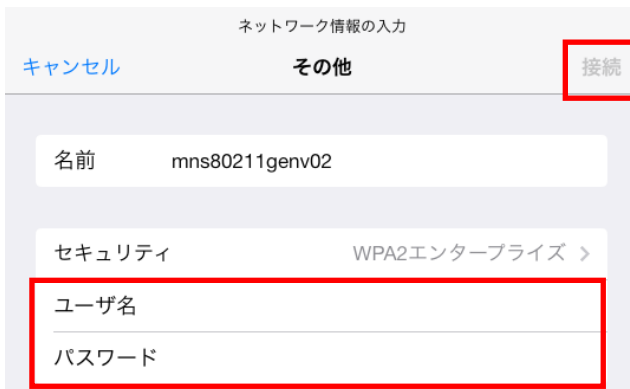 ネットワーク情報の入力
キャンセル その他 接続
名前 mns80211genv02
セキュリティ WPA2エンタープライズ
ユーザ名
パスワード